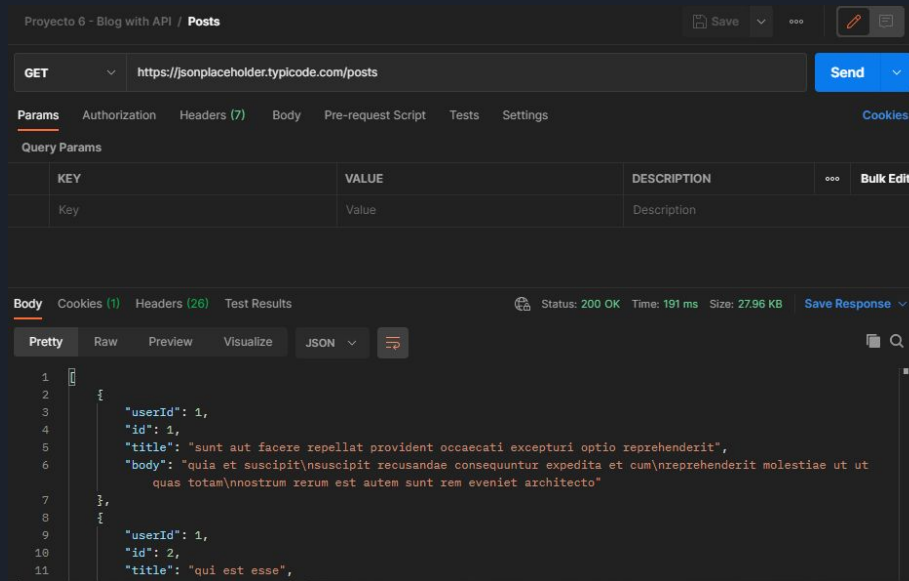 Proyecto 6 - Blog with API / Posts Save
GET https://jsonplaceholder.typicode.com/posts Send
Params Authorization Headers (7) Body Pre-request Script Tests Settings Cookies
Query Params
KEY VALUE DESCRIPTION Bulk Edit
Key Value Description
Body Cookies (1) Headers (26) Test Results Status: 200 OK Time: 191 ms Size: 27.96 KB Save Response
Pretty Raw Preview Visualize JSON
1 [
2 {
3 "userId": 1,
4 "id": 1,
5 "title": "sunt aut facere repellat provident occaecati excepturi optio reprehenderit",
6 "body": "quia et suscipit\nsuscipit recusandae consequuntur expedita et cum\nreprehenderit molestiae ut ut
quas totam\nnostrum rerum est autem sunt rem eveniet architecto"
7 },
8 {
9 "userId": 1,
10 "id": 2,
11 "title": "qui est esse",